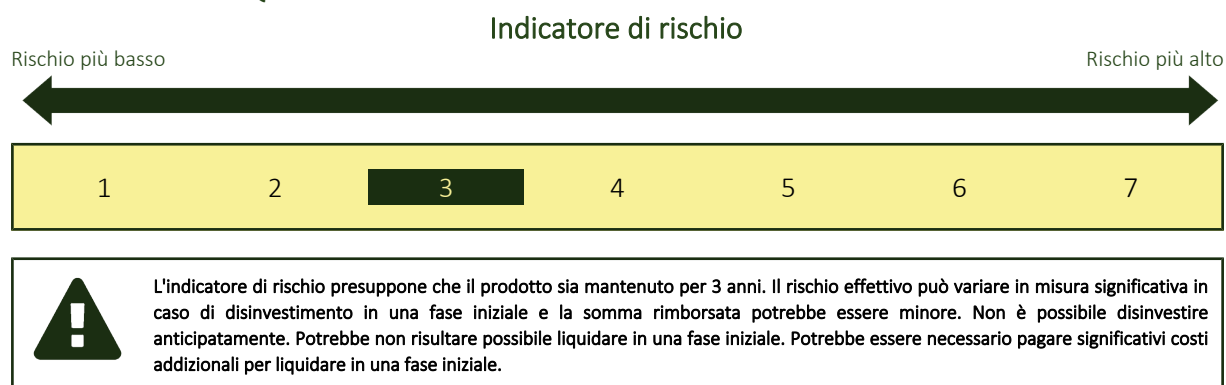 Indicatore di rischio
Rischio più basso
Rischio più alto
1 2 3 4 5 6 7
L'indicatore di rischio presuppone che il prodotto sia mantenuto per 3 anni. Il rischio effettivo può variare in misura significativa in
caso di disinvestimento in una fase iniziale e la somma rimborsata potrebbe essere minore. Non è possibile disinvestire
anticipatamente. Potrebbe non risultare possibile liquidare in una fase iniziale. Potrebbe essere necessario pagare significativi costi
addizionali per liquidare in una fase iniziale.